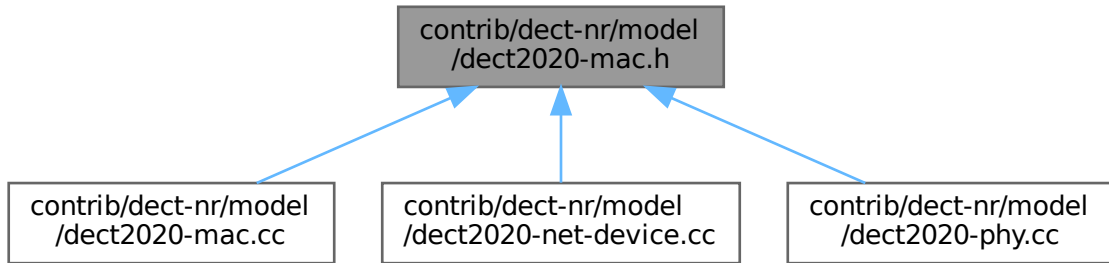 contrib/dect-nr/model
/dect2020-mac.h
contrib/dect-nr/model
/dect2020-mac.cc
contrib/dect-nr/model
/dect2020-net-device.cc
contrib/dect-nr/model
/dect2020-phy.cc